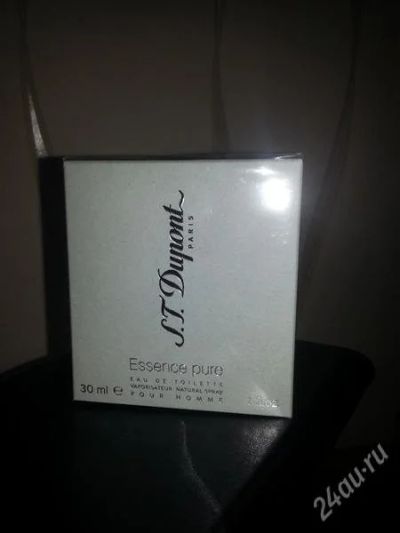 S.T. Dupont
PARIS
Essence pure
EAU DE TOILETTE
30 ml e
VAPORISATEUR NATURAL SPRAY
POUR HOMME
24au.ru